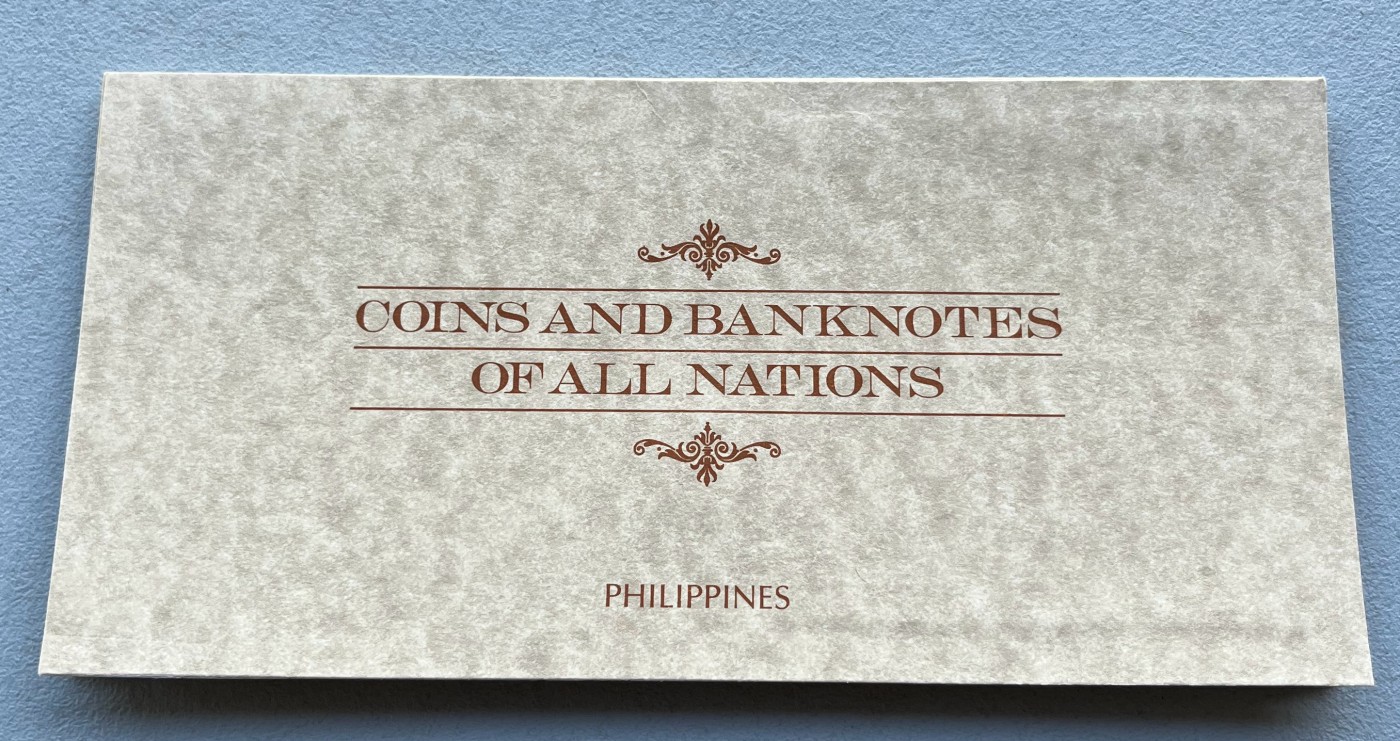 COINS AND BANKNOTES
OF ALL NATIONS
PHILIPPINES